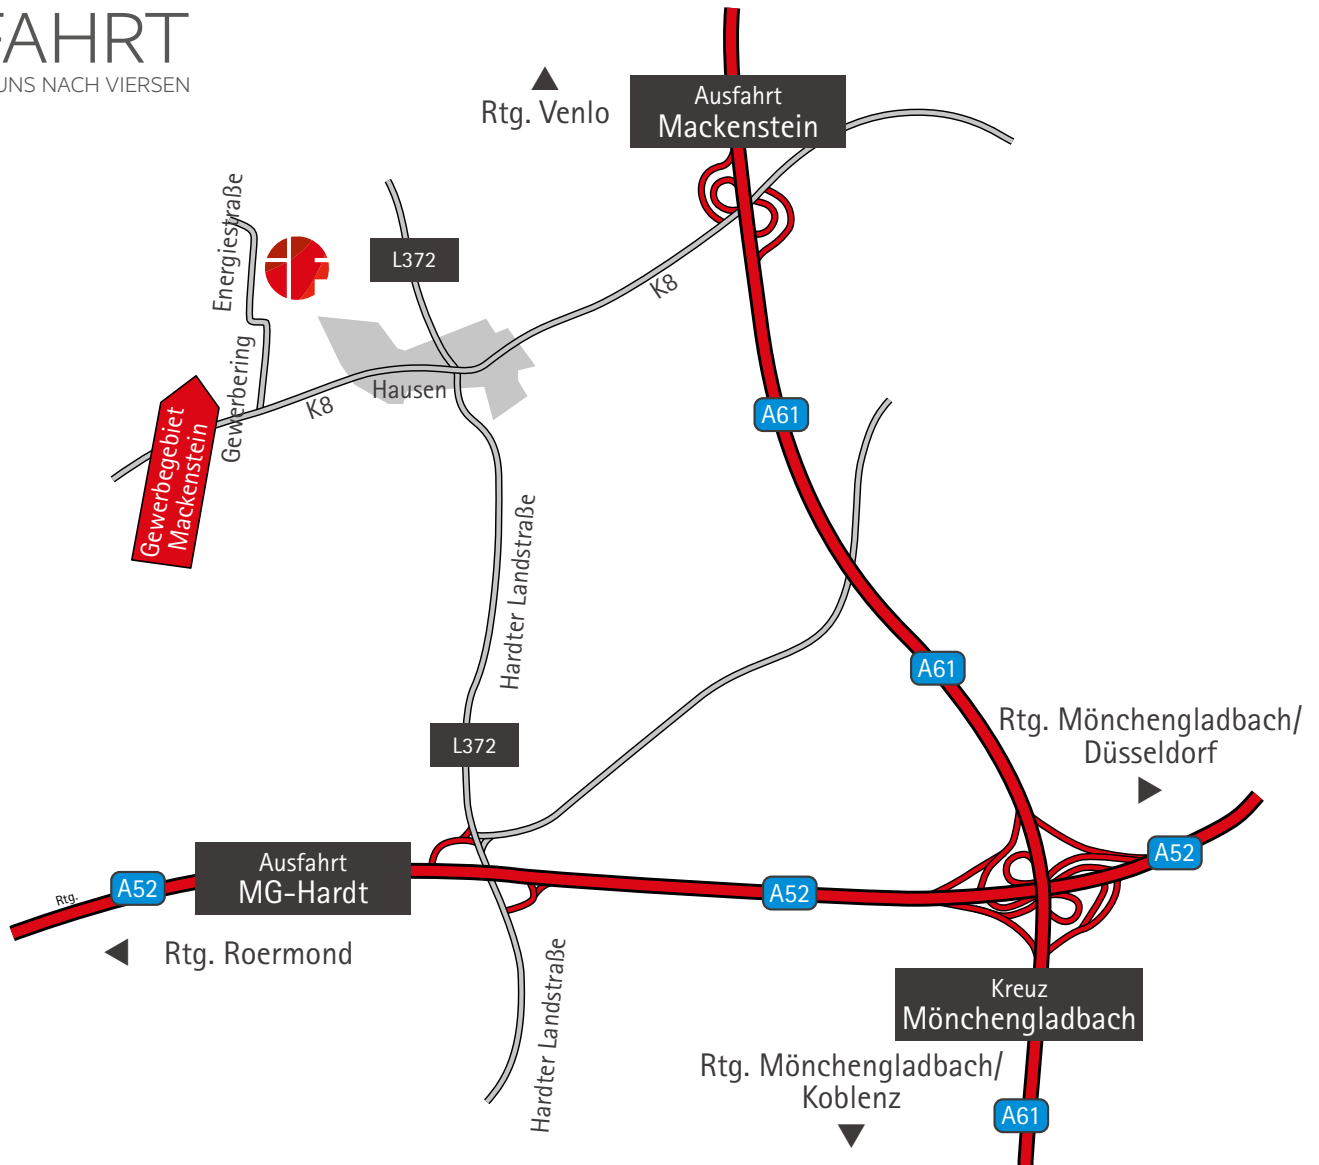 FAHRT
UNS NACH VIERSEN
Rtg. Venlo
Ausfahrt
Mackenstein
Energiestraße
L372
K8
Gewerbering
Hausen
K8
Gewerbegebiet
Mackenstein
A61
Hardter Landstraße
A61
L372
Rtg. Mönchengladbach/
Düsseldorf
A52
Ausfahrt
MG-Hardt
A52
Rtg.
A52
Rtg. Roermond
Hardter Landstraße
Kreuz
Mönchengladbach
Rtg. Mönchengladbach/
Koblenz
A61